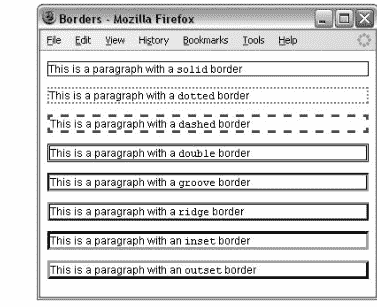 Borders - Mozilla Firefox
File Edit View History Bookmarks Tools Help
This is a paragraph with a solid border
This is a paragraph with a dotted border
This is a paragraph with a dashed border
This is a paragraph with a double border
This is a paragraph with a groove border
This is a paragraph with a ridge border
This is a paragraph with an inset border
This is a paragraph with an outset border